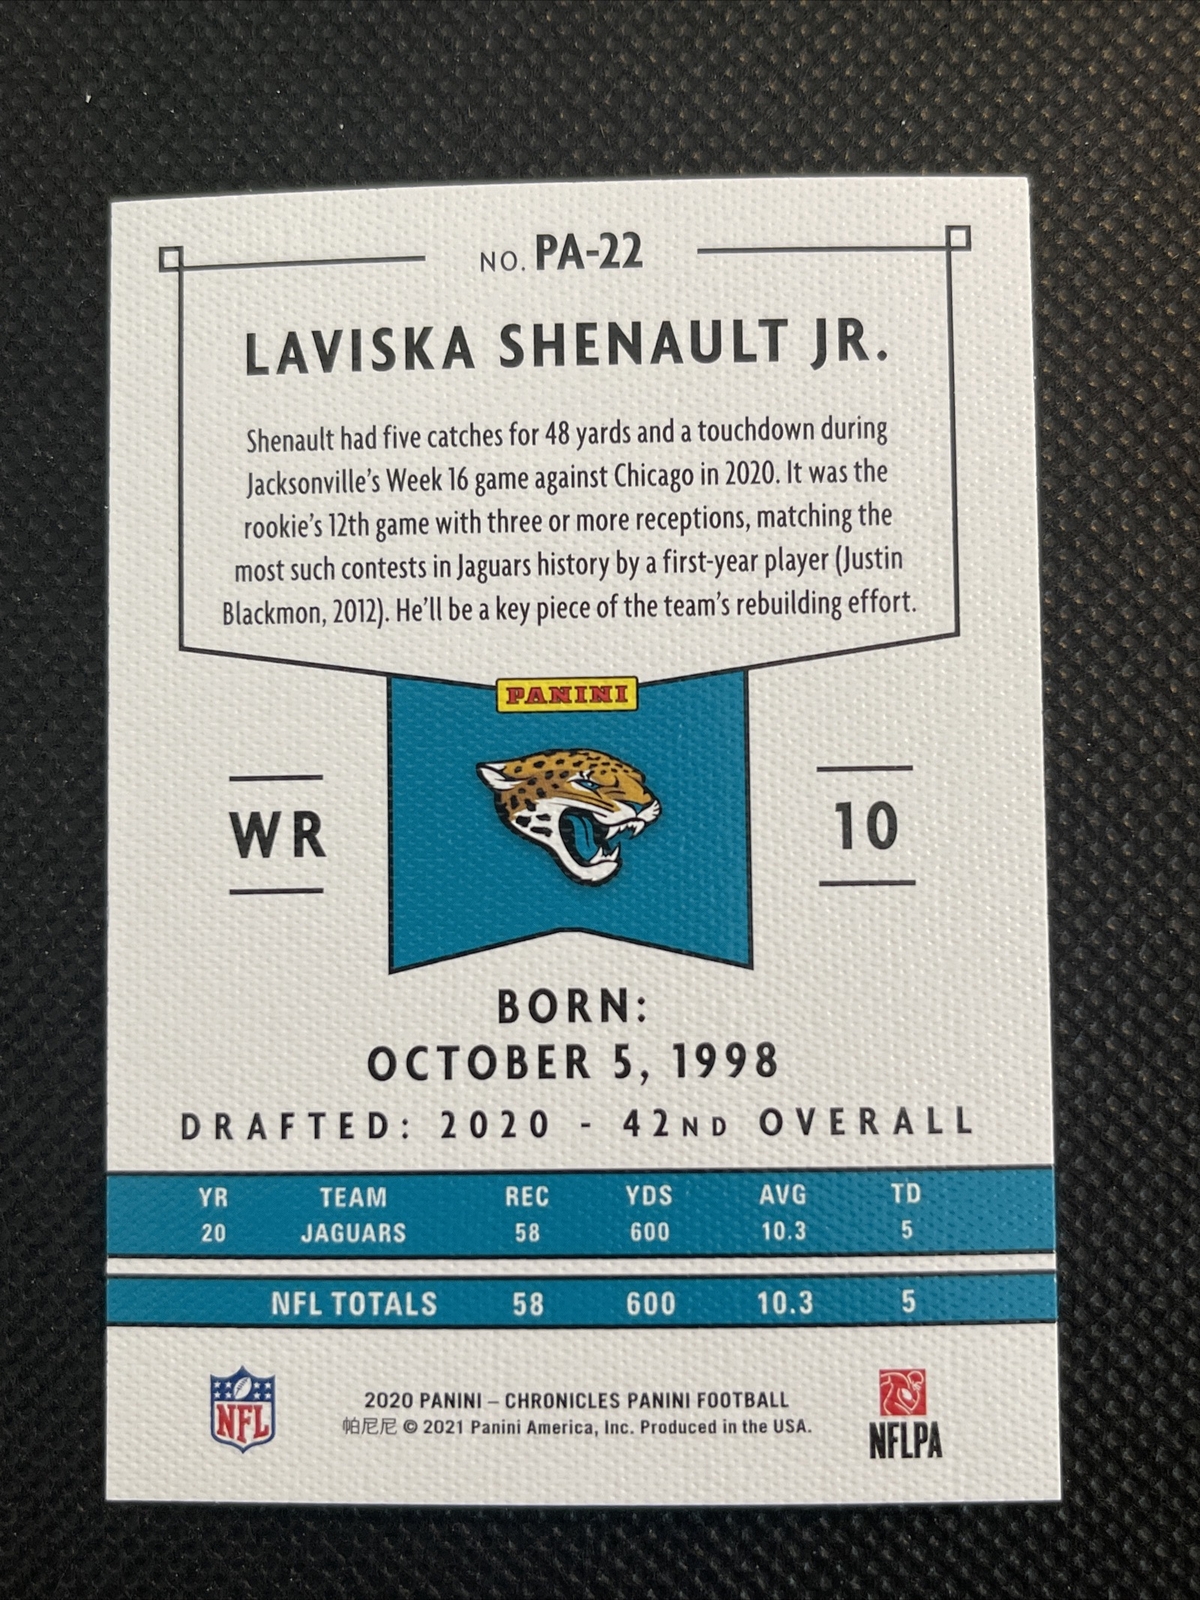 NO. PA-22
LAVISKA SHENAULT JR.
Shenault had five catches for 48 yards and a touchdown during
Jacksonville's Week 16 game against Chicago in 2020. It was the
rookie's 12th game with three or more receptions, matching the
most such contests in Jaguars history by a first-year player (Justin
Blackmon, 2012). He'll be a key piece of the team's rebuilding effort.
PANINI
WR
10
BORN:
OCTOBER 5, 1998
DRAFTED: 2020 - 42ND OVERALL
YR TEAM REC YDS AVG TD
20 JAGUARS 58 600 10.3 5
NFL TOTALS 58 600 10.3 5
NFL
2020 PANINI – CHRONICLES PANINI FOOTBALL
帕尼尼 © 2021 Panini America, Inc. Produced in the USA.
NFLPA